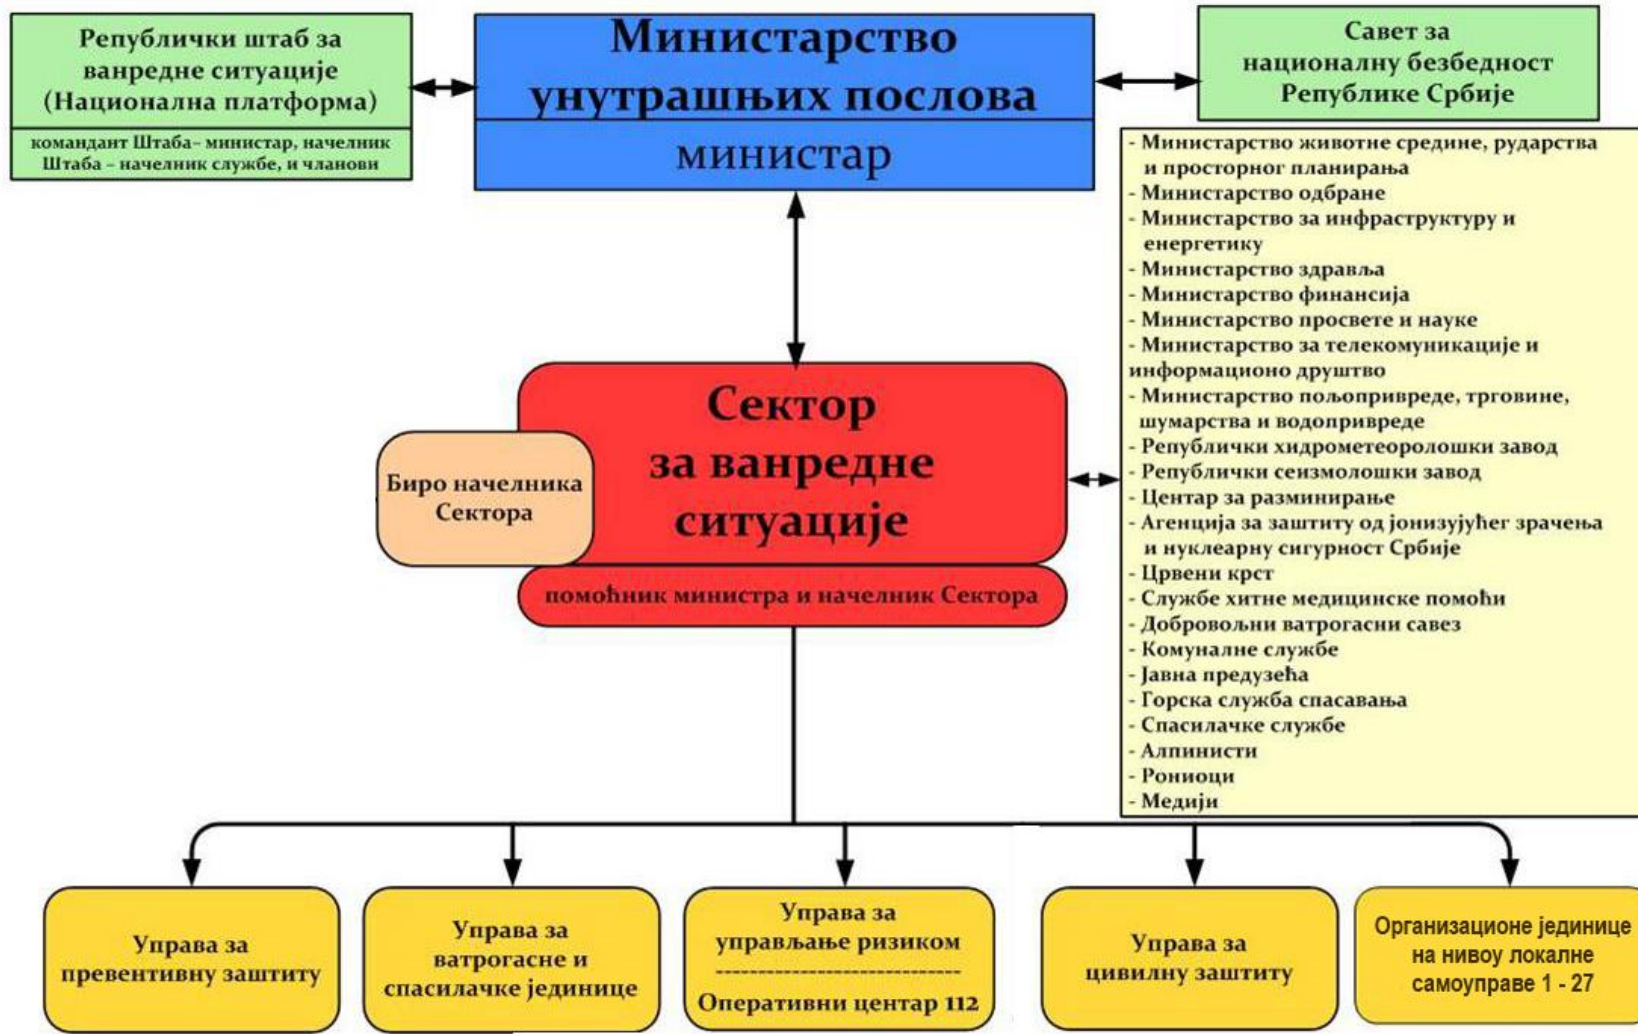 Републички штаб за
ванредне ситуације
(Национална платформа)
командант Штаба– министар, начелник
Штаба – начелник службе, и чланови
Министарство
унутрашњих послова
министар
Савет за
националну безбедност
Републике Србије
- Министарство животне средине, рударства
и просторног планирања
- Министарство одбране
- Министарство за инфраструктуру и
енергетику
- Министарство здравља
- Министарство финансија
- Министарство просвете и науке
- Министарство за телекомуникације и
информационо друштво
- Министарство пољопривреде, трговине,
шумарства и водопривреде
- Републички хидрометеоролошки завод
- Републички сеизмолошки завод
- Центар за разминирање
- Агенција за заштиту од јонизујућег зрачења
и нуклеарну сигурност Србије
- Црвени крст
- Службе хитне медицинске помоћи
- Добровољни ватрогасни савез
- Комуналне службе
- Јавна предузећа
- Горска служба спасавања
- Спасилачке службе
- Алпинисти
- Рониоци
- Медији
Сектор
за ванредне
ситуације
Биро начелника
Сектора
помоћник министра и начелник Сектора
Управа за
превентивну заштиту
Управа за
ватрогасне и
спасилачке јединице
Управа за
управљање ризиком
-----------------------------
Оперативни центар 112
Управа за
цивилну заштиту
Организационе јединице
на нивоу локалне
самоуправе 1 - 27